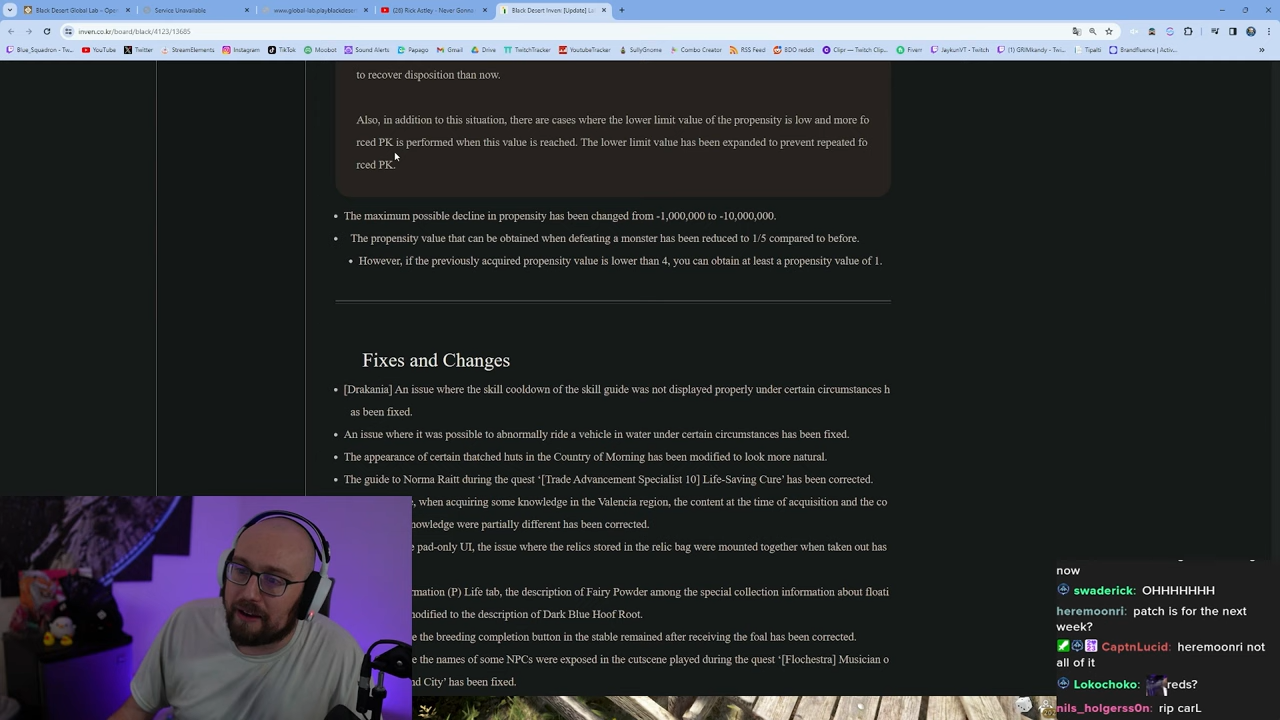 Black Desert Global Lab – Open
Service Unavailable
www.global-lab.playblackdese
(26) Rick Astley - Never Gonna
Black Desert Inven: [Update] La
inven.co.kr/board/black/4123/13685
Blue_Squadron - Tw...
YouTube
Twitter
StreamElements
Instagram
TikTok
Moobot
Sound Alerts
Papago
Gmail
Drive
TwitchTracker
YoutubeTracker
SullyGnome
Combo Creator
RSS Feed
BDO reddit
Clipr — Twitch Clip...
Fiverr
JaykunVT - Twitch
(1) GRIMkandy - Twi...
Tipalti
Brandfluence | Activ...
to recover disposition than now.
Also, in addition to this situation, there are cases where the lower limit value of the propensity is low and more fo
rced PK is performed when this value is reached. The lower limit value has been expanded to prevent repeated fo
rced PK.
The maximum possible decline in propensity has been changed from -1,000,000 to -10,000,000.
The propensity value that can be obtained when defeating a monster has been reduced to 1/5 compared to before.
However, if the previously acquired propensity value is lower than 4, you can obtain at least a propensity value of 1.
Fixes and Changes
[Drakania] An issue where the skill cooldown of the skill guide was not displayed properly under certain circumstances h
as been fixed.
An issue where it was possible to abnormally ride a vehicle in water under certain circumstances has been fixed.
The appearance of certain thatched huts in the Country of Morning has been modified to look more natural.
The guide to Norma Raitt during the quest ‘[Trade Advancement Specialist 10] Life-Saving Cure’ has been corrected.
, when acquiring some knowledge in the Valencia region, the content at the time of acquisition and the co
nowledge were partially different has been corrected.
pad-only UI, the issue where the relics stored in the relic bag were mounted together when taken out has
mation (P) Life tab, the description of Fairy Powder among the special collection information about floati
modified to the description of Dark Blue Hoof Root.
e the breeding completion button in the stable remained after receiving the foal has been corrected.
e the names of some NPCs were exposed in the cutscene played during the quest ‘[Flochestra] Musician o
nd City’ has been fixed.
now
swaderick: OHHHHHHH
heremoonri: patch is for the next
week?
CaptnLucid: heremoonri not
all of it
Lokochoko: reds?
nils_holgerss0n: rip carL